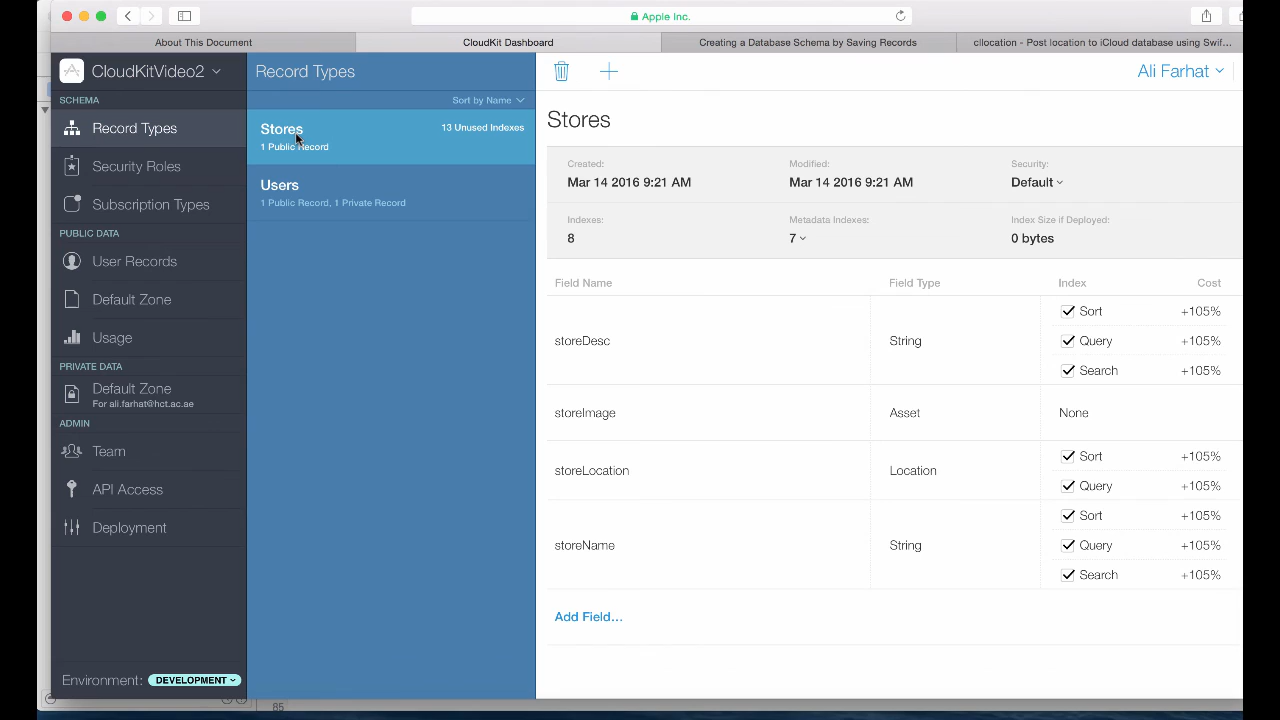 Apple Inc.
About This Document
CloudKit Dashboard
Creating a Database Schema by Saving Records
cllocation - Post location to iCloud database using Swif...
CloudKitVideo2
SCHEMA
Record Types
Security Roles
Subscription Types
PUBLIC DATA
User Records
Default Zone
Usage
PRIVATE DATA
Default Zone
For ali.farhat@hct.ac.ae
ADMIN
Team
API Access
Deployment
Environment: DEVELOPMENT
Record Types
Sort by Name
Stores
13 Unused Indexes
1 Public Record
Users
1 Public Record, 1 Private Record
Ali Farhat
Stores
Created:
Mar 14 2016 9:21 AM
Modified:
Mar 14 2016 9:21 AM
Security:
Default
Indexes:
8
Metadata Indexes:
7
Index Size if Deployed:
0 bytes
Field Name
Field Type
Index
Cost
storeDesc
String
Sort +105%
Query +105%
Search +105%
storeImage
Asset
None
storeLocation
Location
Sort +105%
Query +105%
storeName
String
Sort +105%
Query +105%
Search +105%
Add Field...
85